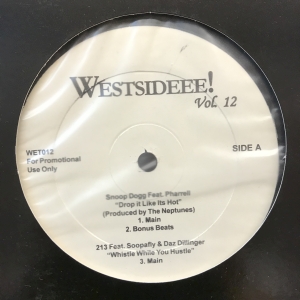 WESTSIDEEE!
Vol. 12
WET012
For Promotional
Use Only
SIDE A
Snoop Dogg Feat. Pharrell
"Drop it Like Its Hot"
(Produced by The Neptunes)
1. Main
2. Bonus Beats
213 Feat. Soopafly & Daz Dillinger
"Whistle While You Hustle"
3. Main